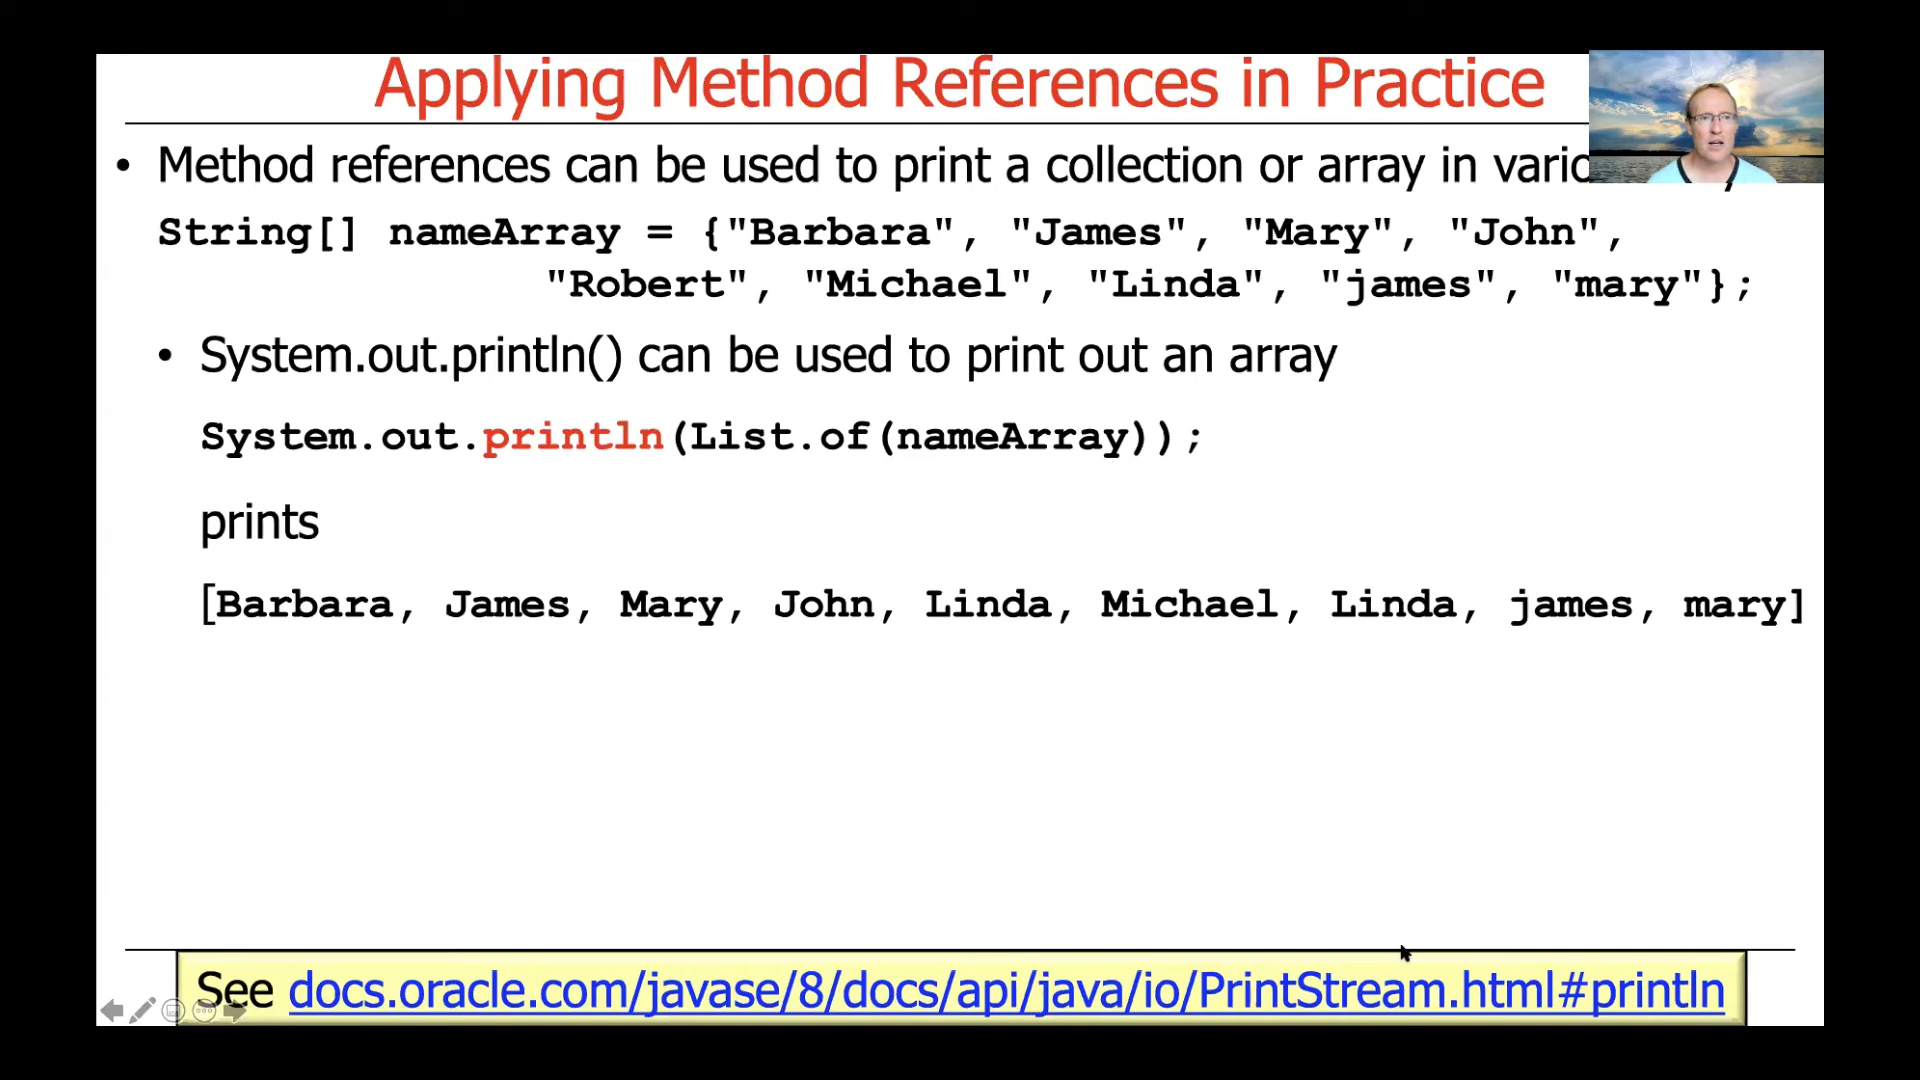 Applying Method References in Practice
• Method references can be used to print a collection or array in
String[] nameArray = {"Barbara", "James", "Mary", "John",
"Robert", "Michael", "Linda", "james", "mary"};
• System.out.println() can be used to print out an array
System.out.println(List.of(nameArray));
prints
[Barbara, James, Mary, John, Linda, Michael, Linda, james, mary]
See docs.oracle.com/javase/8/docs/api/java/io/PrintStream.html#println